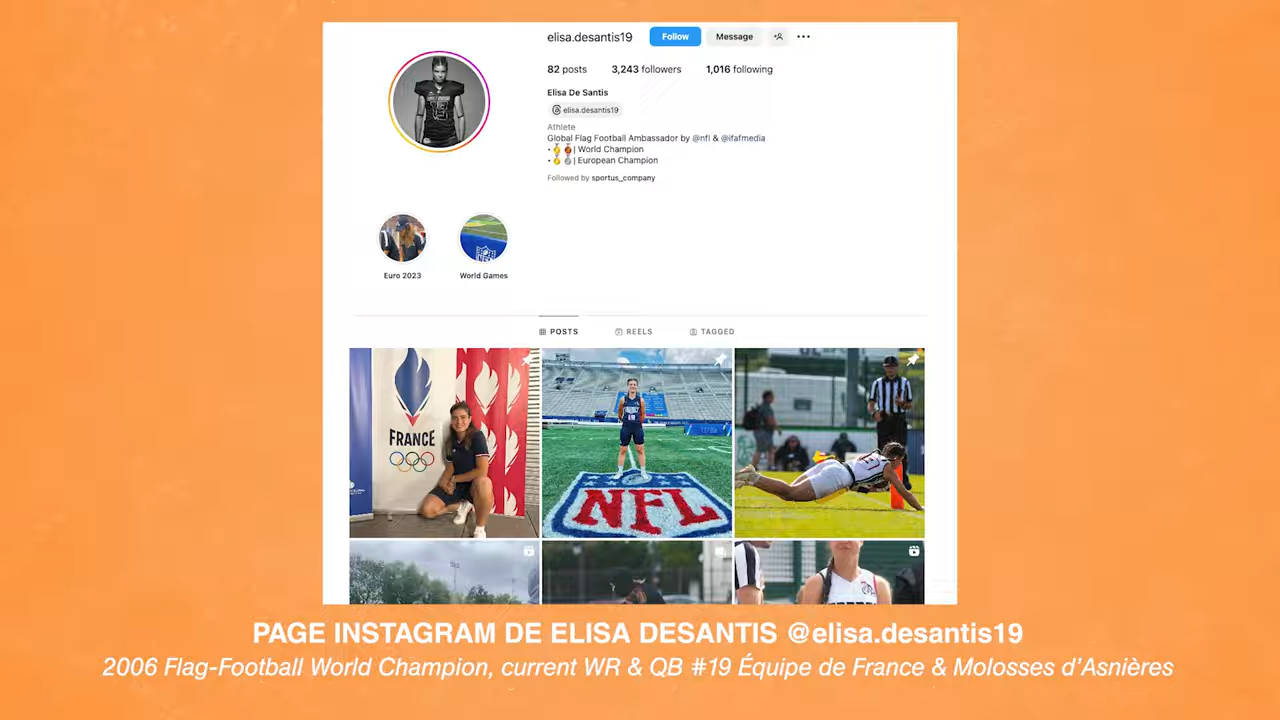 elisa.desantis19 Follow Message
82 posts 3,243 followers 1,016 following
Elisa De Santis
elisa.desantis19
Athlete
Global Flag Football Ambassador by @nfl & @ifafmedia
• 🥇🥉| World Champion
• 🥇🥈| European Champion
Followed by sportus_company
Euro 2023 World Games
POSTS REELS TAGGED
FRANCE
NFL
PAGE INSTAGRAM DE ELISA DESANTIS @elisa.desantis19
2006 Flag-Football World Champion, current WR & QB #19 Équipe de France & Molosses d’Asnières